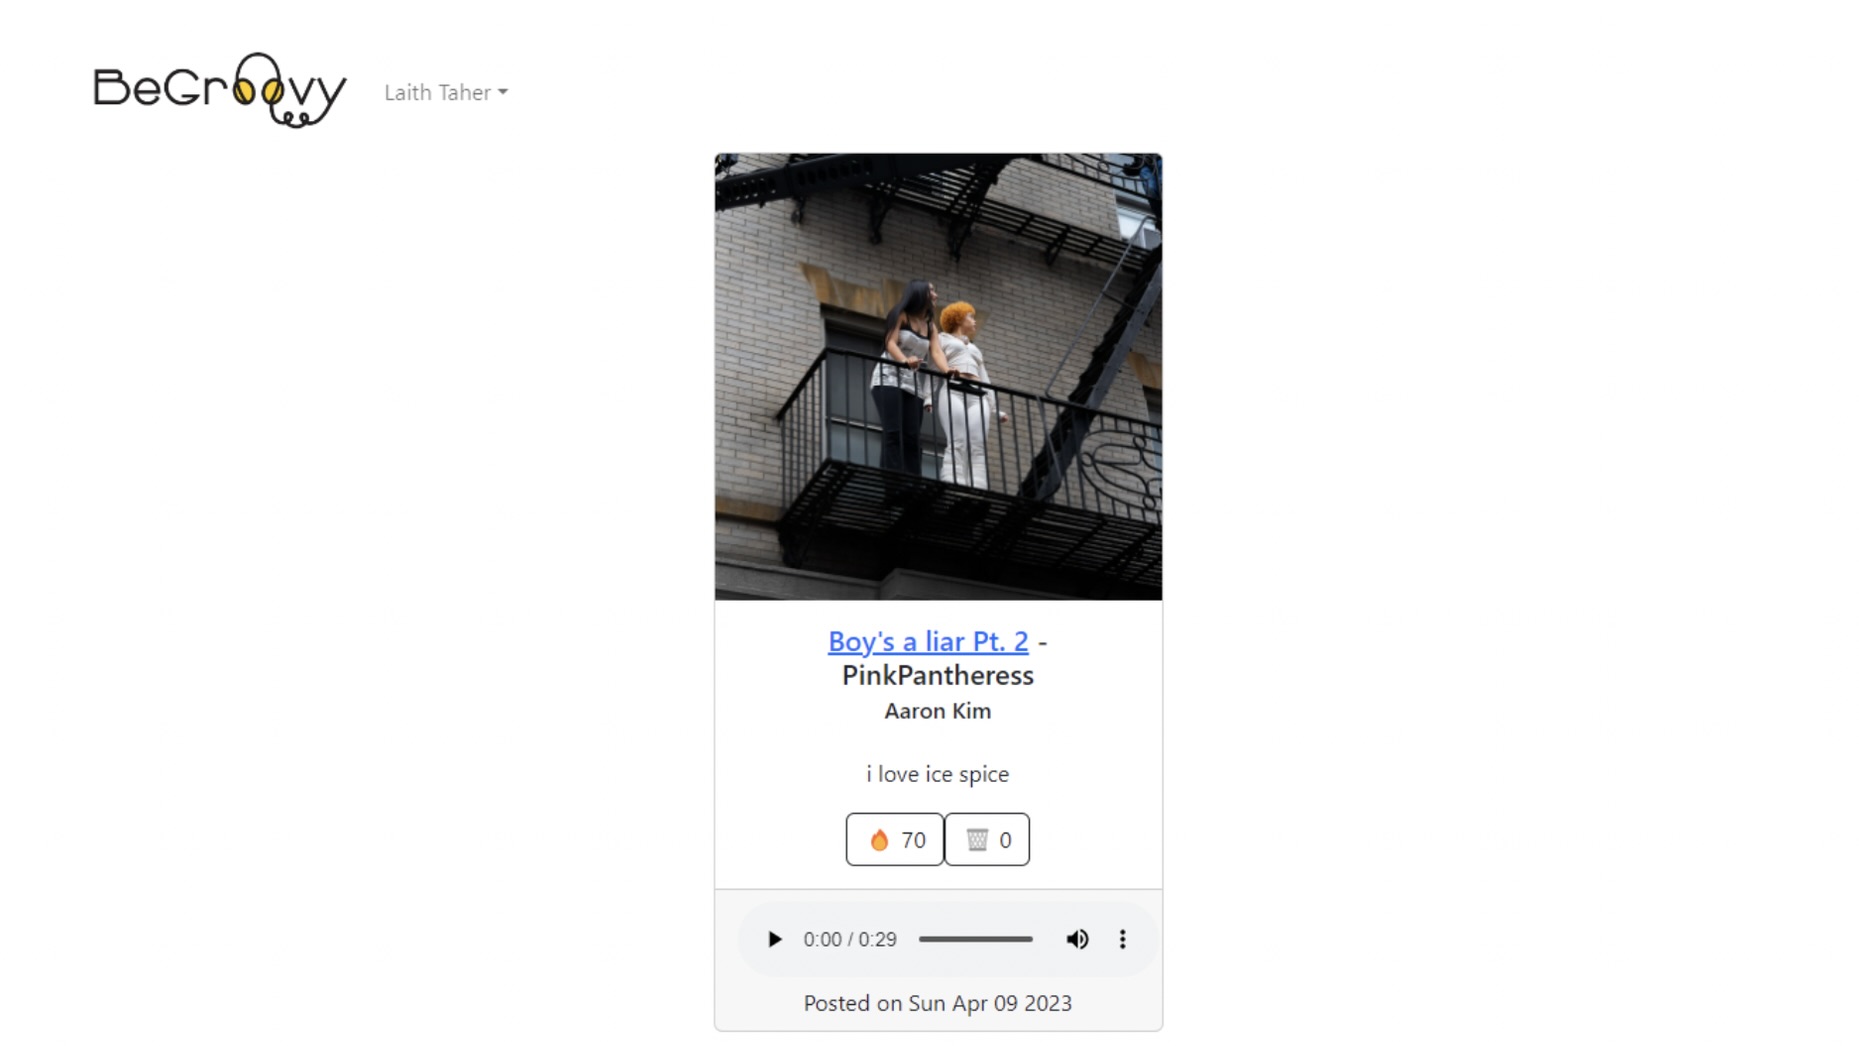 BeGroovy
Laith Taher
Boy's a liar Pt. 2 -
PinkPantheress
Aaron Kim
i love ice spice
70 0
0:00 / 0:29
Posted on Sun Apr 09 2023